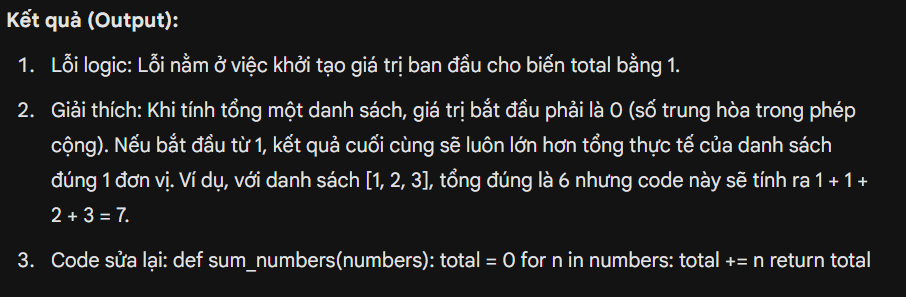 Kết quả (Output):
1. Lỗi logic: Lỗi nằm ở việc khởi tạo giá trị ban đầu cho biến total bằng 1.
2. Giải thích: Khi tính tổng một danh sách, giá trị bắt đầu phải là 0 (số trung hòa trong phép
cộng). Nếu bắt đầu từ 1, kết quả cuối cùng sẽ luôn lớn hơn tổng thực tế của danh sách
đúng 1 đơn vị. Ví dụ, với danh sách [1, 2, 3], tổng đúng là 6 nhưng code này sẽ tính ra 1 + 1 +
2 + 3 = 7.
3. Code sửa lại: def sum_numbers(numbers): total = 0 for n in numbers: total += n return total